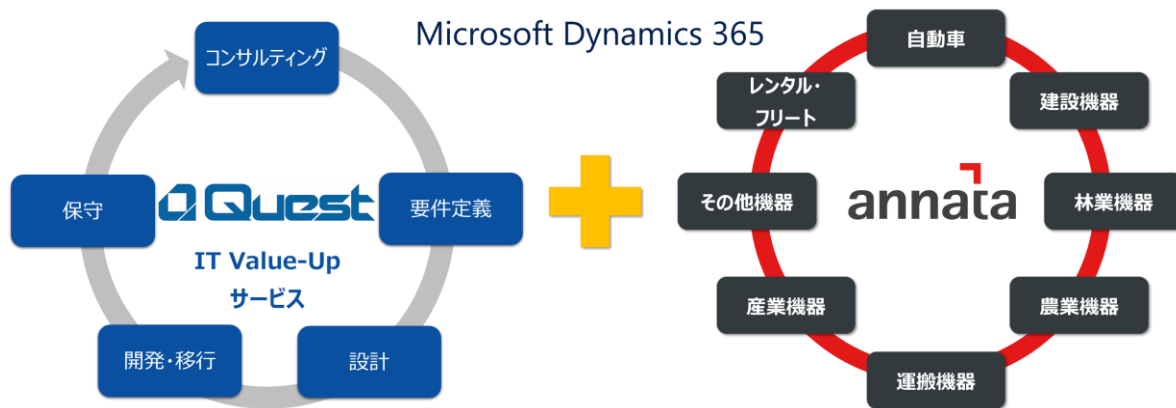 Microsoft Dynamics 365
コンサルティング
要件定義
設計
開発・移行
保守
Quest
IT Value-Up
サービス
自動車
建設機器
林業機器
農業機器
運搬機器
産業機器
その他機器
レンタル・
フリート
annata